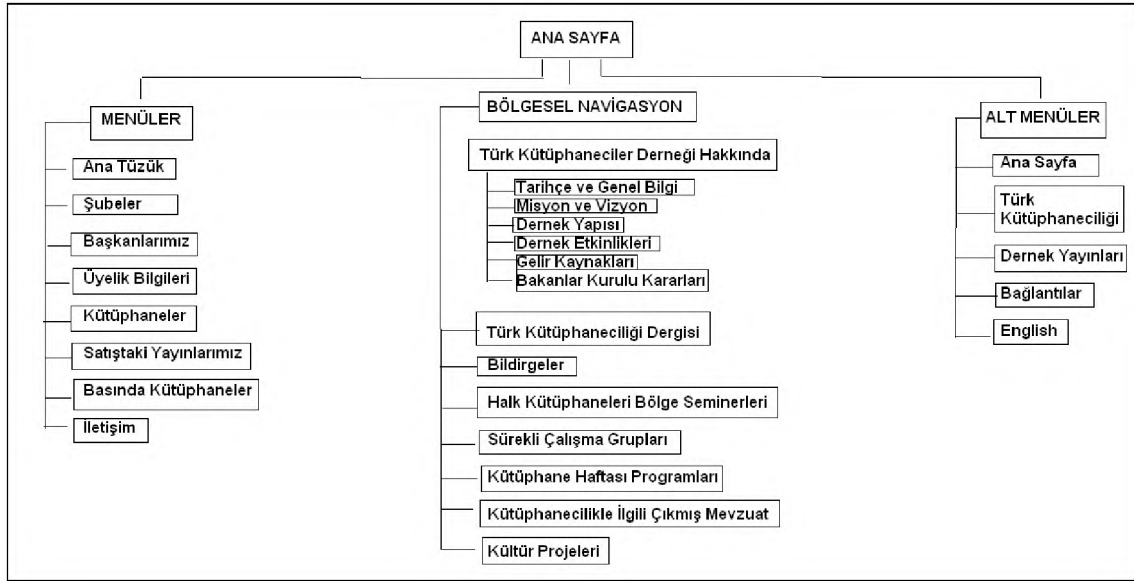 ANA SAYFA
MENÜLER
Ana Tüzük
Şubeler
Başkanlarımız
Üyelik Bilgileri
Kütüphaneler
Satıştaki Yayınlarımız
Basında Kütüphaneler
İletişim
BÖLGESEL NAVİGASYON
Türk Kütüphaneciler Derneği Hakkında
Tarihçe ve Genel Bilgi
Misyon ve Vizyon
Dernek Yapısı
Dernek Etkinlikleri
Gelir Kaynakları
Bakanlar Kurulu Kararları
Türk Kütüphaneciliği Dergisi
Bildirgeler
Halk Kütüphaneleri Bölge Seminerleri
Sürekli Çalışma Grupları
Kütüphane Haftası Programları
Kütüphanecilikle İlgili Çıkmış Mevzuat
Kültür Projeleri
ALT MENÜLER
Ana Sayfa
Türk
Kütüphaneciliği
Dernek Yayınları
Bağlantılar
English